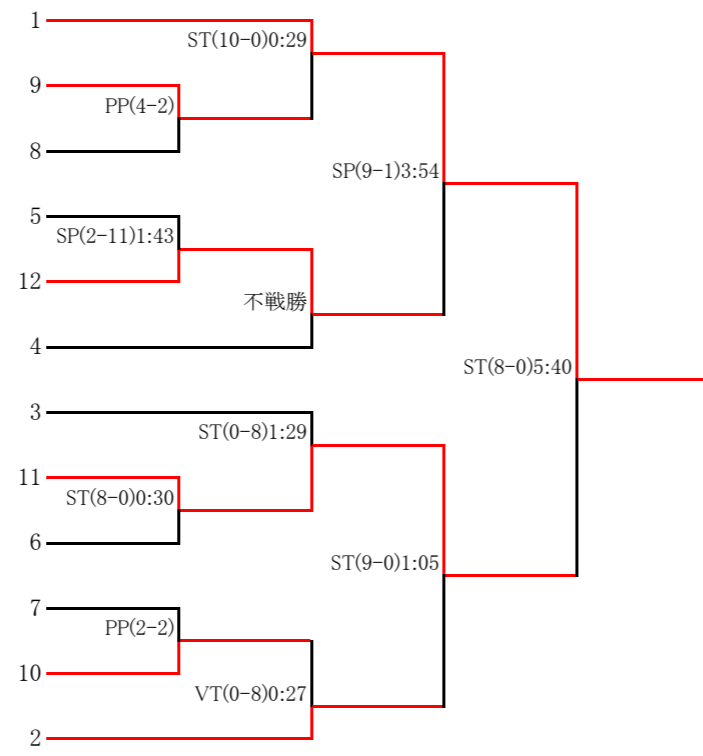 1
ST(10-0)0:29
9
PP(4-2)
8
SP(9-1)3:54
5
SP(2-11)1:43
12
不戦勝
4
ST(8-0)5:40
3
ST(0-8)1:29
11
ST(8-0)0:30
6
ST(9-0)1:05
7
PP(2-2)
10
VT(0-8)0:27
2